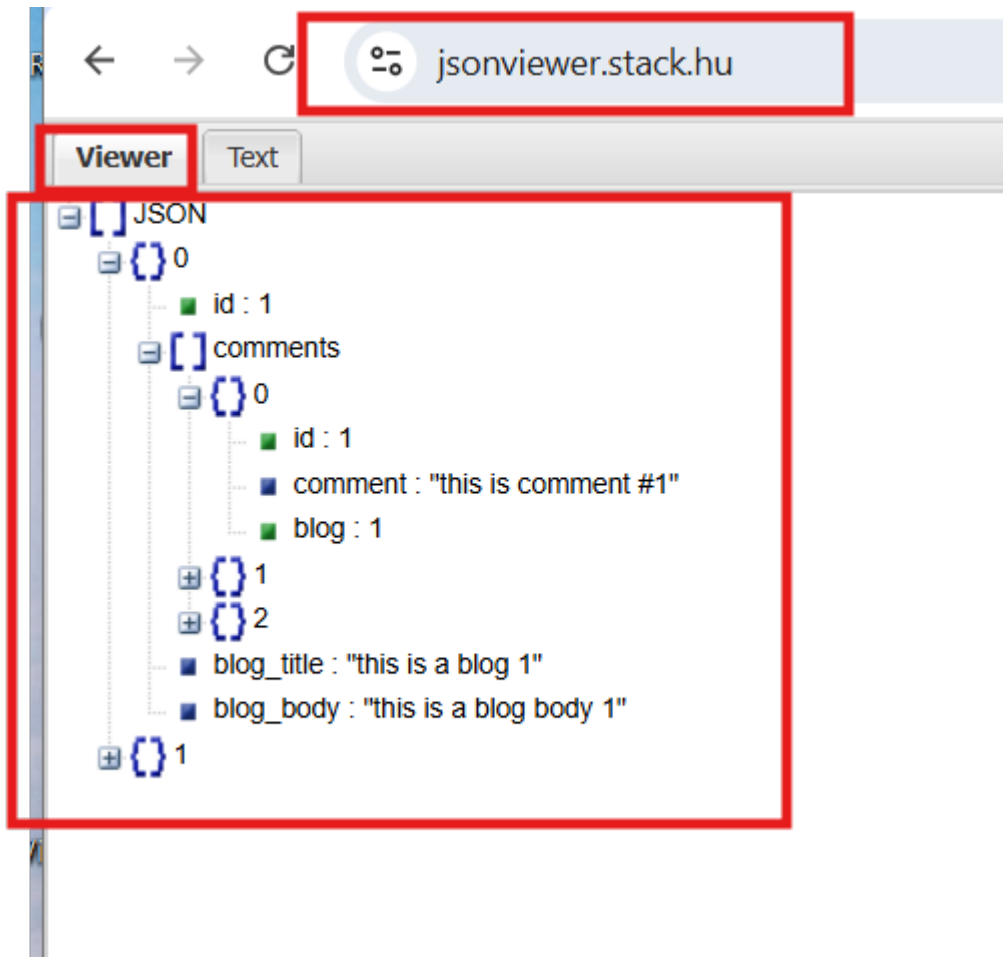 jsonviewer.stack.hu
Viewer Text
[ ] JSON
{ } 0
id : 1
[ ] comments
{ } 0
id : 1
comment : "this is comment #1"
blog : 1
{ } 1
{ } 2
blog_title : "this is a blog 1"
blog_body : "this is a blog body 1"
{ } 1